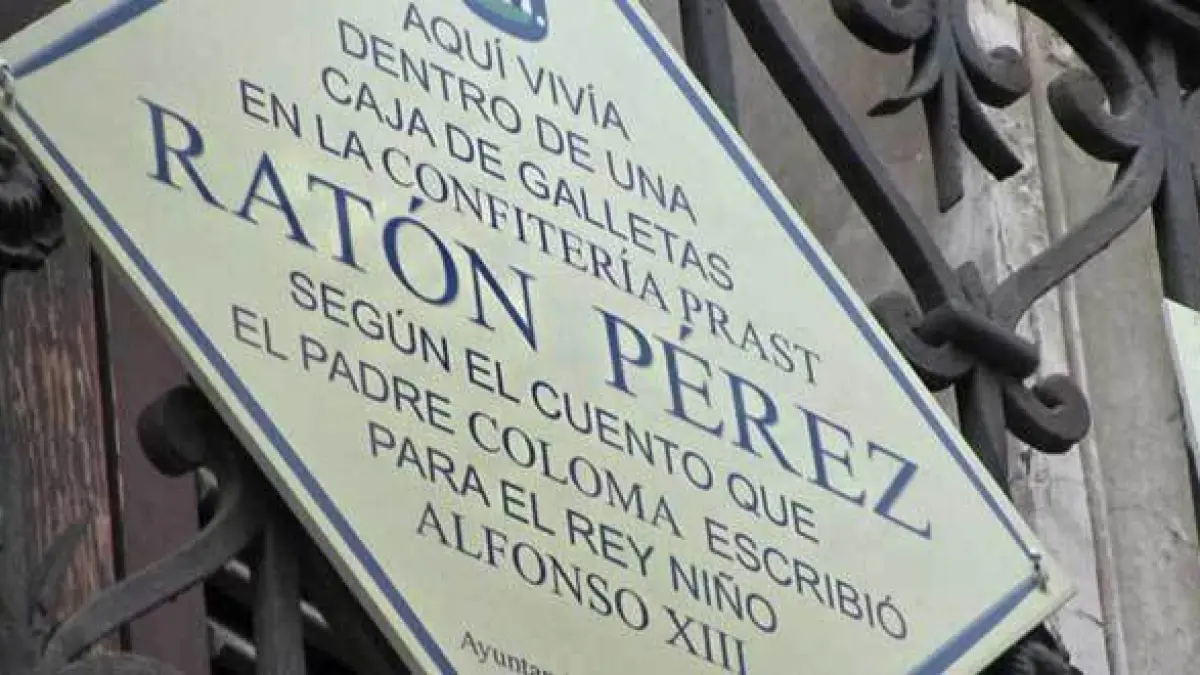 AQUÍ VIVÍA
DENTRO DE UNA
CAJA DE GALLETAS
EN LA CONFITERÍA PRAST
RATÓN PÉREZ
SEGÚN EL CUENTO QUE
EL PADRE COLOMA ESCRIBIÓ
PARA EL REY NIÑO
ALFONSO XIII